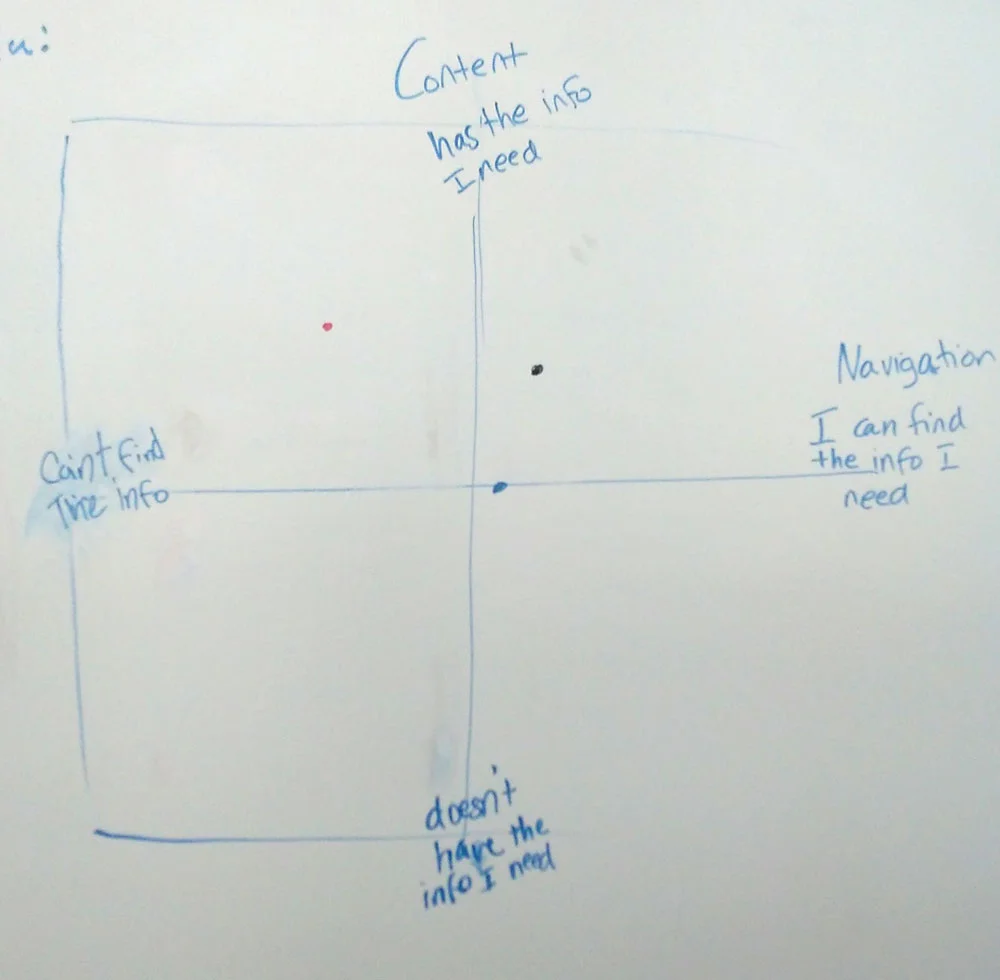 Content
has the info
I need
Navigation
I can find
the info I
need
Can't find
The info
doesn't
have the
info I need